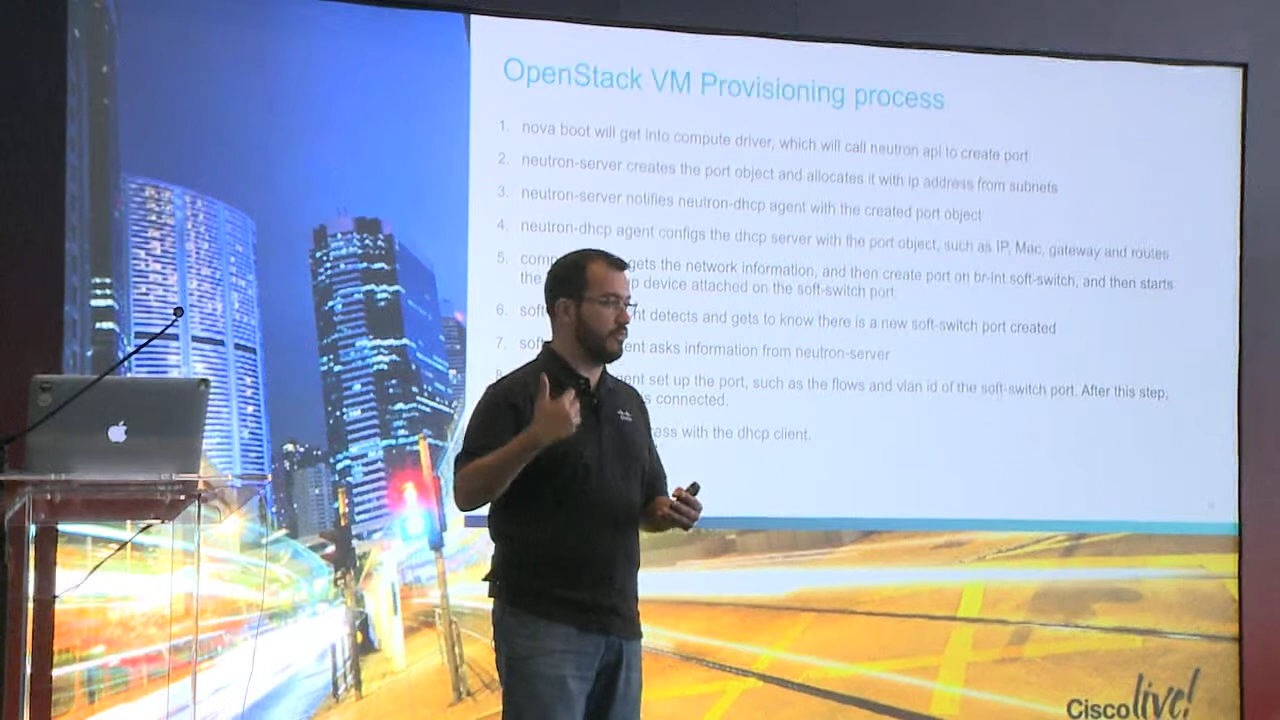 OpenStack VM Provisioning process
1. nova boot will get into compute driver, which will call neutron api to create port
2. neutron-server creates the port object and allocates it with ip address from subnets
3. neutron-server notifies neutron-dhcp agent with the created port object
4. neutron-dhcp agent configs the dhcp server with the port object, such as IP, Mac, gateway and routes
5. gets the network information, and then create port on br-int soft-switch, and then starts
the device attached on the soft-switch port
6. detects and gets to know there is a new soft-switch port created
7. asks information from neutron-server
8. set up the port, such as the flows and vlan id of the soft-switch port. After this step,
connected.
with the dhcp client.
Cisco live!